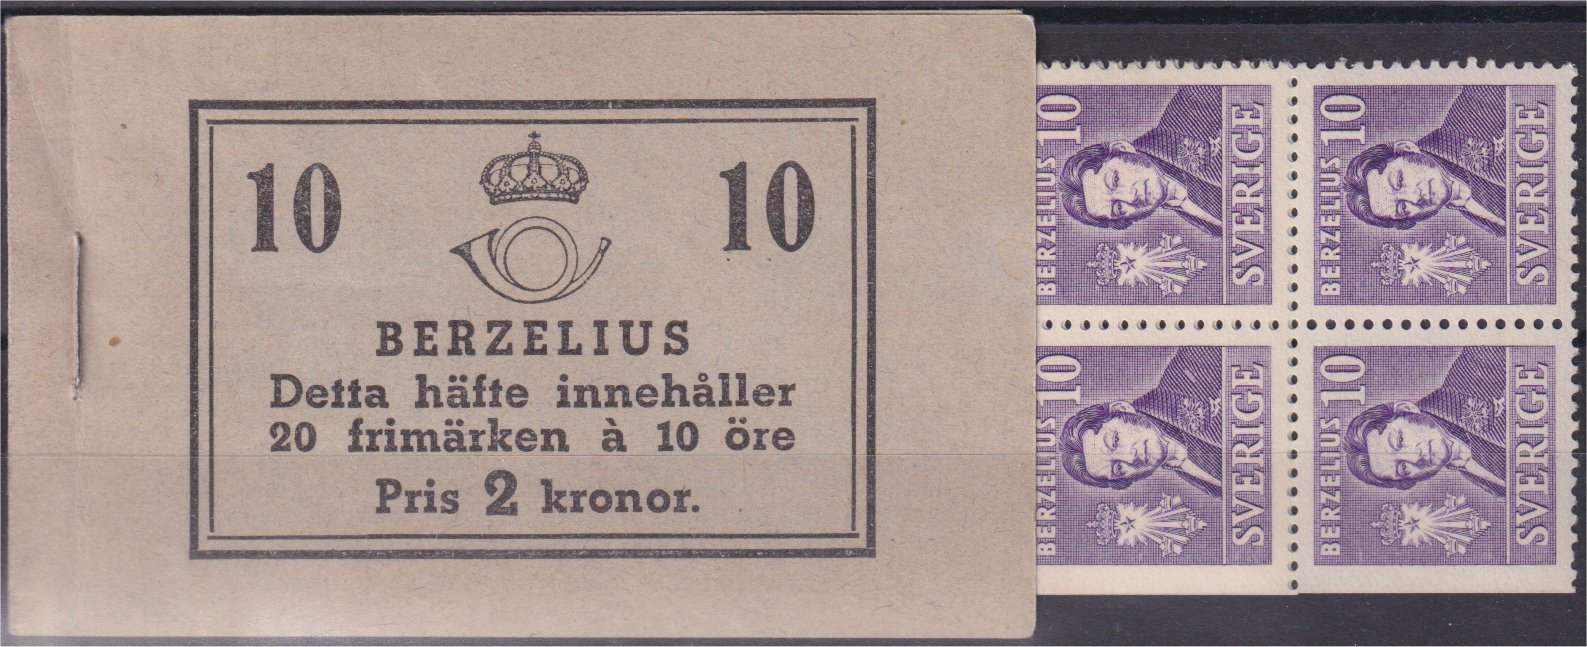 10 10
BERZELIUS
Detta häfte innehåller
20 frimärken à 10 öre
Pris 2 kronor.
BERZELIUS 10
SVERIGE
BERZELIUS 10
SVERIGE
BERZELIUS 10
SVERIGE
BERZELIUS 10
SVERIGE